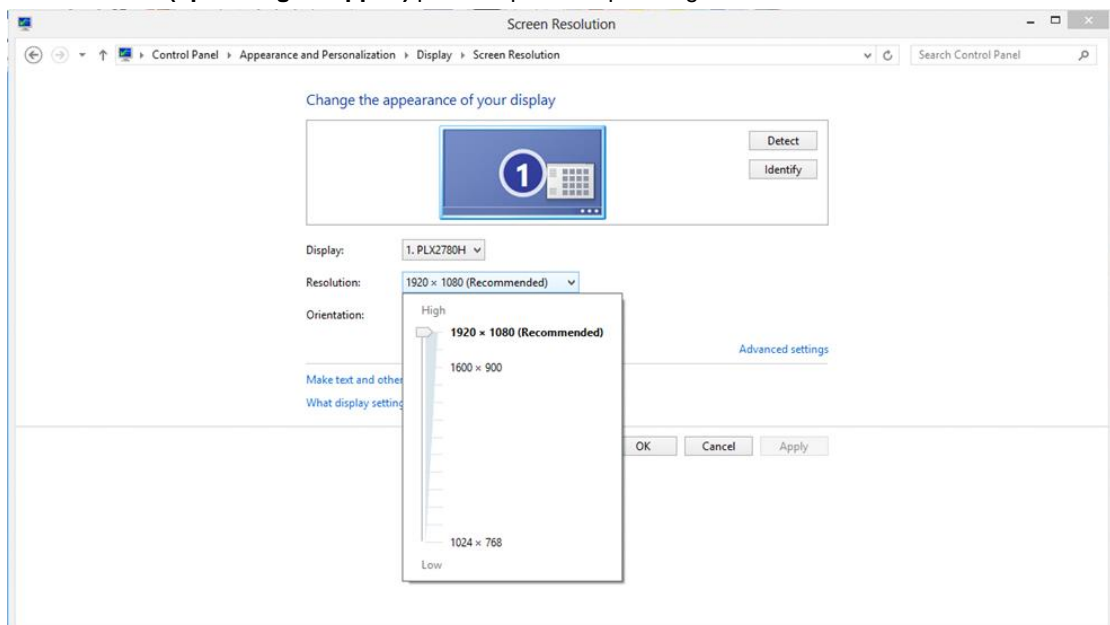 Screen Resolution
Control Panel Appearance and Personalization Display Screen Resolution Search Control Panel
Change the appearance of your display
1
Detect
Identify
Display: 1. PLX2780H
Resolution: 1920 × 1080 (Recommended)
Orientation:
High
1920 × 1080 (Recommended)
1600 × 900
1024 × 768
Low
Advanced settings
Make text and other
What display setting
OK Cancel Apply